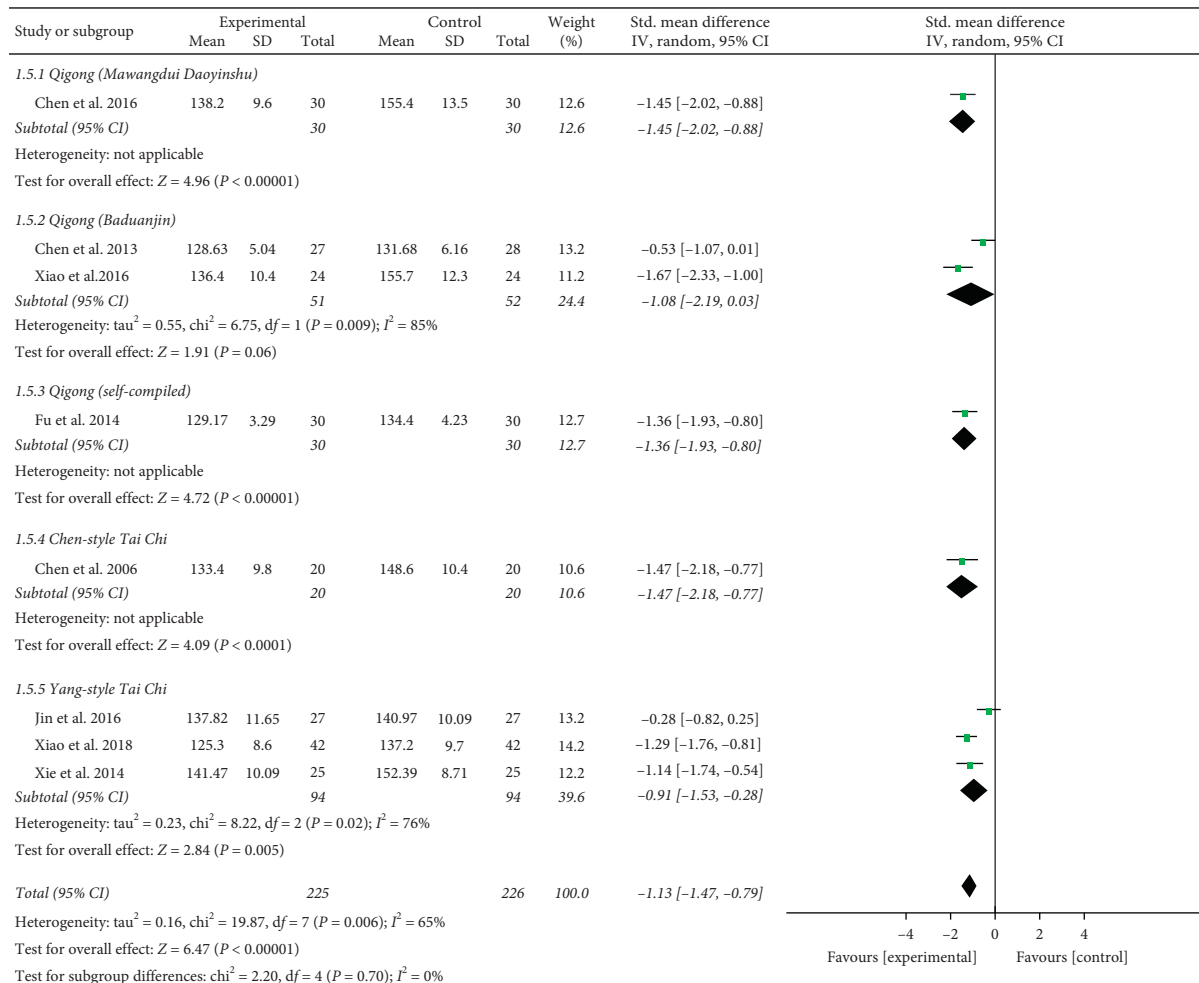 Study or subgroup Experimental Control Weight (%) Std. mean difference IV, random, 95% CI Std. mean difference IV, random, 95% CI
Mean SD Total Mean SD Total
1.5.1 Qigong (Mawangdui Daoyinshu)
Chen et al. 2016 138.2 9.6 30 155.4 13.5 30 12.6 –1.45 [–2.02, –0.88]
Subtotal (95% CI) 30 30 12.6 –1.45 [–2.02, –0.88]
Heterogeneity: not applicable
Test for overall effect: Z = 4.96 (P < 0.00001)
1.5.2 Qigong (Baduanjin)
Chen et al. 2013 128.63 5.04 27 131.68 6.16 28 13.2 –0.53 [–1.07, 0.01]
Xiao et al.2016 136.4 10.4 24 155.7 12.3 24 11.2 –1.67 [–2.33, –1.00]
Subtotal (95% CI) 51 52 24.4 –1.08 [–2.19, 0.03]
Heterogeneity: tau² = 0.55, chi² = 6.75, df = 1 (P = 0.009); I² = 85%
Test for overall effect: Z = 1.91 (P = 0.06)
1.5.3 Qigong (self-compiled)
Fu et al. 2014 129.17 3.29 30 134.4 4.23 30 12.7 –1.36 [–1.93, –0.80]
Subtotal (95% CI) 30 30 12.7 –1.36 [–1.93, –0.80]
Heterogeneity: not applicable
Test for overall effect: Z = 4.72 (P < 0.00001)
1.5.4 Chen-style Tai Chi
Chen et al. 2006 133.4 9.8 20 148.6 10.4 20 10.6 –1.47 [–2.18, –0.77]
Subtotal (95% CI) 20 20 10.6 –1.47 [–2.18, –0.77]
Heterogeneity: not applicable
Test for overall effect: Z = 4.09 (P < 0.0001)
1.5.5 Yang-style Tai Chi
Jin et al. 2016 137.82 11.65 27 140.97 10.09 27 13.2 –0.28 [–0.82, 0.25]
Xiao et al. 2018 125.3 8.6 42 137.2 9.7 42 14.2 –1.29 [–1.76, –0.81]
Xie et al. 2014 141.47 10.09 25 152.39 8.71 25 12.2 –1.14 [–1.74, –0.54]
Subtotal (95% CI) 94 94 39.6 –0.91 [–1.53, –0.28]
Heterogeneity: tau² = 0.23, chi² = 8.22, df = 2 (P = 0.02); I² = 76%
Test for overall effect: Z = 2.84 (P = 0.005)
Total (95% CI) 225 226 100.0 –1.13 [–1.47, –0.79]
Heterogeneity: tau² = 0.16, chi² = 19.87, df = 7 (P = 0.006); I² = 65%
Test for overall effect: Z = 6.47 (P < 0.00001)
Test for subgroup differences: chi² = 2.20, df = 4 (P = 0.70); I² = 0%
–4 –2 0 2 4
Favours [experimental] Favours [control]